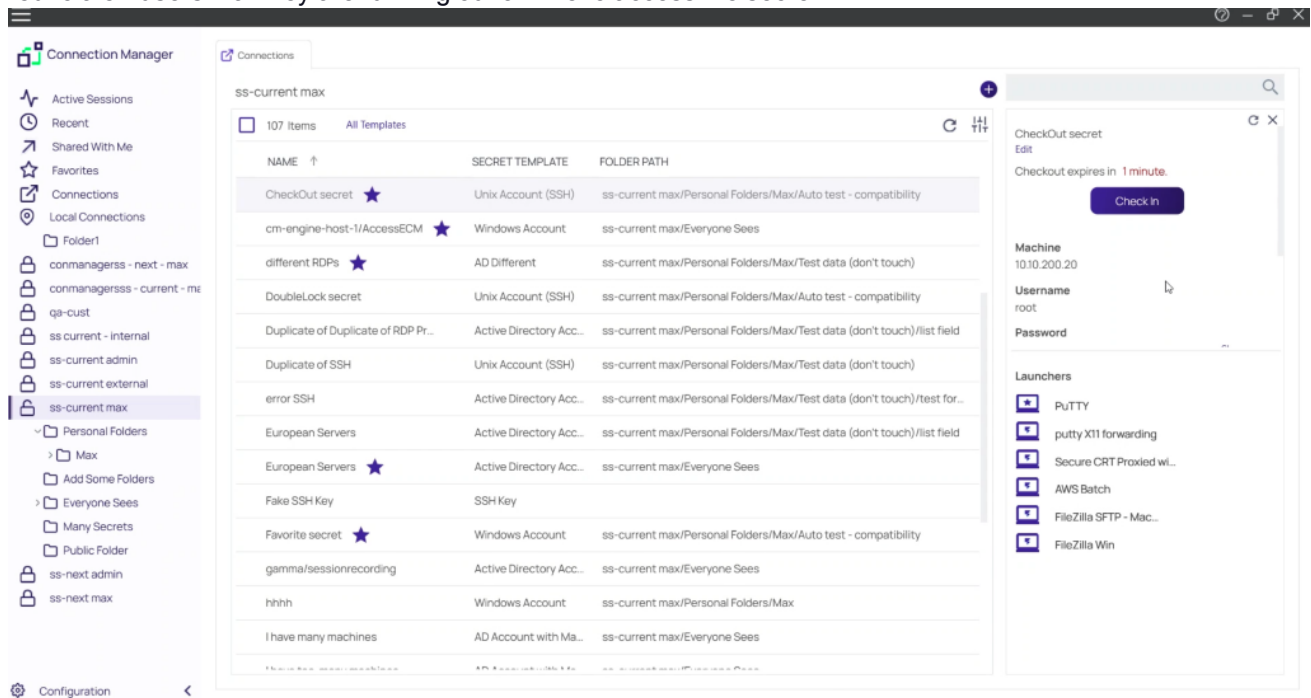 Connection Manager
Connections
Active Sessions
Recent
Shared With Me
Favorites
Connections
Local Connections
Folder1
conmanagerss - next - max
conmanagersss - current - ma
qa-cust
ss current - internal
ss-current admin
ss-current external
ss-current max
Personal Folders
Max
Add Some Folders
Everyone Sees
Many Secrets
Public Folder
ss-next admin
ss-next max
Configuration
ss-current max
107 Items All Templates
NAME SECRET TEMPLATE FOLDER PATH
CheckOut secret Unix Account (SSH) ss-current max/Personal Folders/Max/Auto test - compatibility
cm-engine-host-1/AccessECM Windows Account ss-current max/Everyone Sees
different RDPs AD Different ss-current max/Personal Folders/Max/Test data (don't touch)
DoubleLock secret Unix Account (SSH) ss-current max/Personal Folders/Max/Auto test - compatibility
Duplicate of Duplicate of RDP Pr... Active Directory Acc... ss-current max/Personal Folders/Max/Test data (don't touch)/list field
Duplicate of SSH Unix Account (SSH) ss-current max/Personal Folders/Max/Test data (don't touch)
error SSH Active Directory Acc... ss-current max/Personal Folders/Max/Test data (don't touch)/test for...
European Servers Active Directory Acc... ss-current max/Personal Folders/Max/Test data (don't touch)/list field
European Servers Active Directory Acc... ss-current max/Everyone Sees
Fake SSH Key SSH Key
Favorite secret Windows Account ss-current max/Personal Folders/Max/Auto test - compatibility
gamma/sessionrecording Active Directory Acc... ss-current max/Everyone Sees
hhhh Windows Account ss-current max/Personal Folders/Max
I have many machines AD Account with Ma... ss-current max/Everyone Sees
CheckOut secret
Edit
Checkout expires in 1 minute.
Check In
Machine
10.10.200.20
Username
root
Password
Launchers
PuTTY
putty X11 forwarding
Secure CRT Proxied wi...
AWS Batch
FileZilla SFTP - Mac...
FileZilla Win